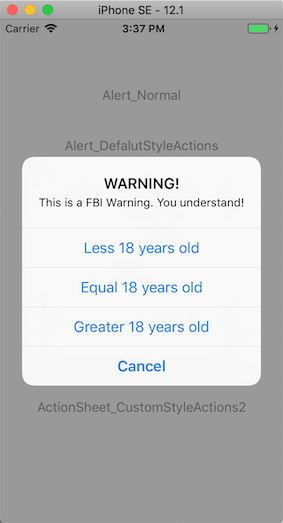 iPhone SE - 12.1
Carrier 3:37 PM
Alert_Normal
Alert_DefalutStyleActions
WARNING!
This is a FBI Warning. You understand!
Less 18 years old
Equal 18 years old
Greater 18 years old
Cancel
ActionSheet_CustomStyleActions2